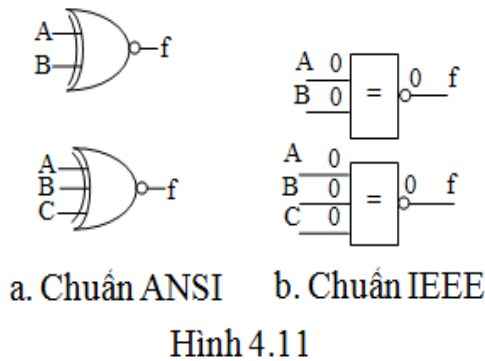 A
B
f
A 0
B 0
=
0 f
A
B
C
f
A 0
B 0
C 0
=
0 f
a. Chuẩn ANSI
b. Chuẩn IEEE
Hình 4.11